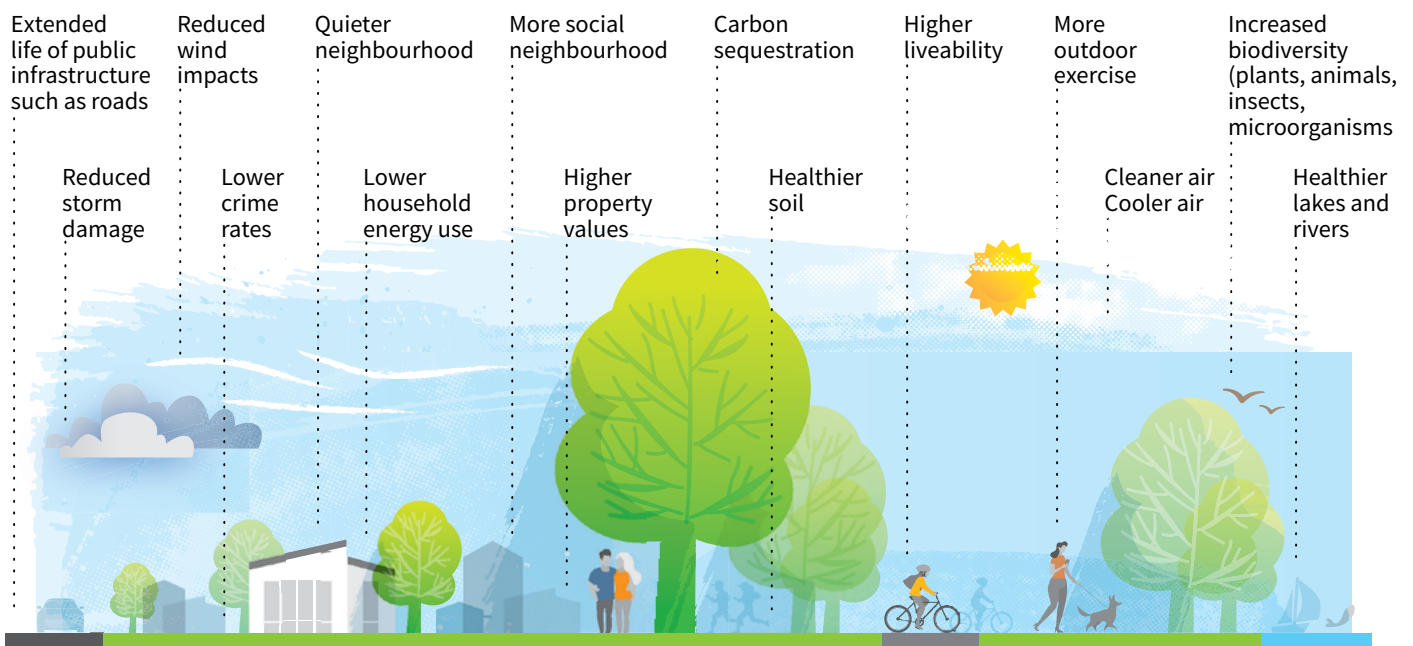 Extended
life of public
infrastructure
such as roads
Reduced
wind
impacts
Quieter
neighbourhood
More social
neighbourhood
Carbon
sequestration
Higher
liveability
More
outdoor
exercise
Increased
biodiversity
(plants, animals,
insects,
microorganisms
Reduced
storm
damage
Lower
crime
rates
Lower
household
energy use
Higher
property
values
Healthier
soil
Cleaner air
Cooler air
Healthier
lakes and
rivers